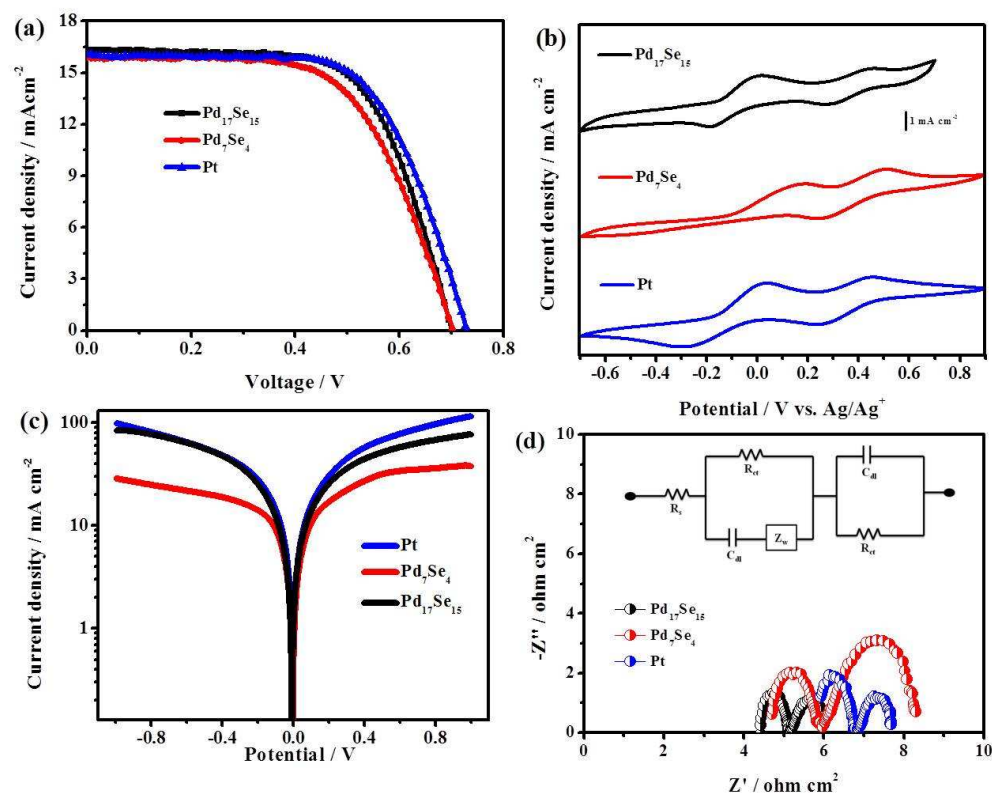 (a)
18
15
12
9
6
3
0
Current density / mAcm⁻²
Pd₁₇Se₁₅
Pd₇Se₄
Pt
0.0 0.2 0.4 0.6 0.8
Voltage / V
(b)
Current density / mA cm⁻²
Pd₁₇Se₁₅
1 mA cm⁻²
Pd₇Se₄
Pt
-0.6 -0.4 -0.2 0.0 0.2 0.4 0.6 0.8
Potential / V vs. Ag/Ag⁺
(c)
100
10
1
Current density / mA cm⁻²
Pt
Pd₇Se₄
Pd₁₇Se₁₅
-0.8 -0.4 0.0 0.4 0.8
Potential / V
(d)
10
8
6
4
2
0
-Z'' / ohm cm²
Rₛ
R꜀ₜ
C_dl
Z_w
C_dl
R꜀ₜ
Pd₁₇Se₁₅
Pd₇Se₄
Pt
0 2 4 6 8 10
Z' / ohm cm²